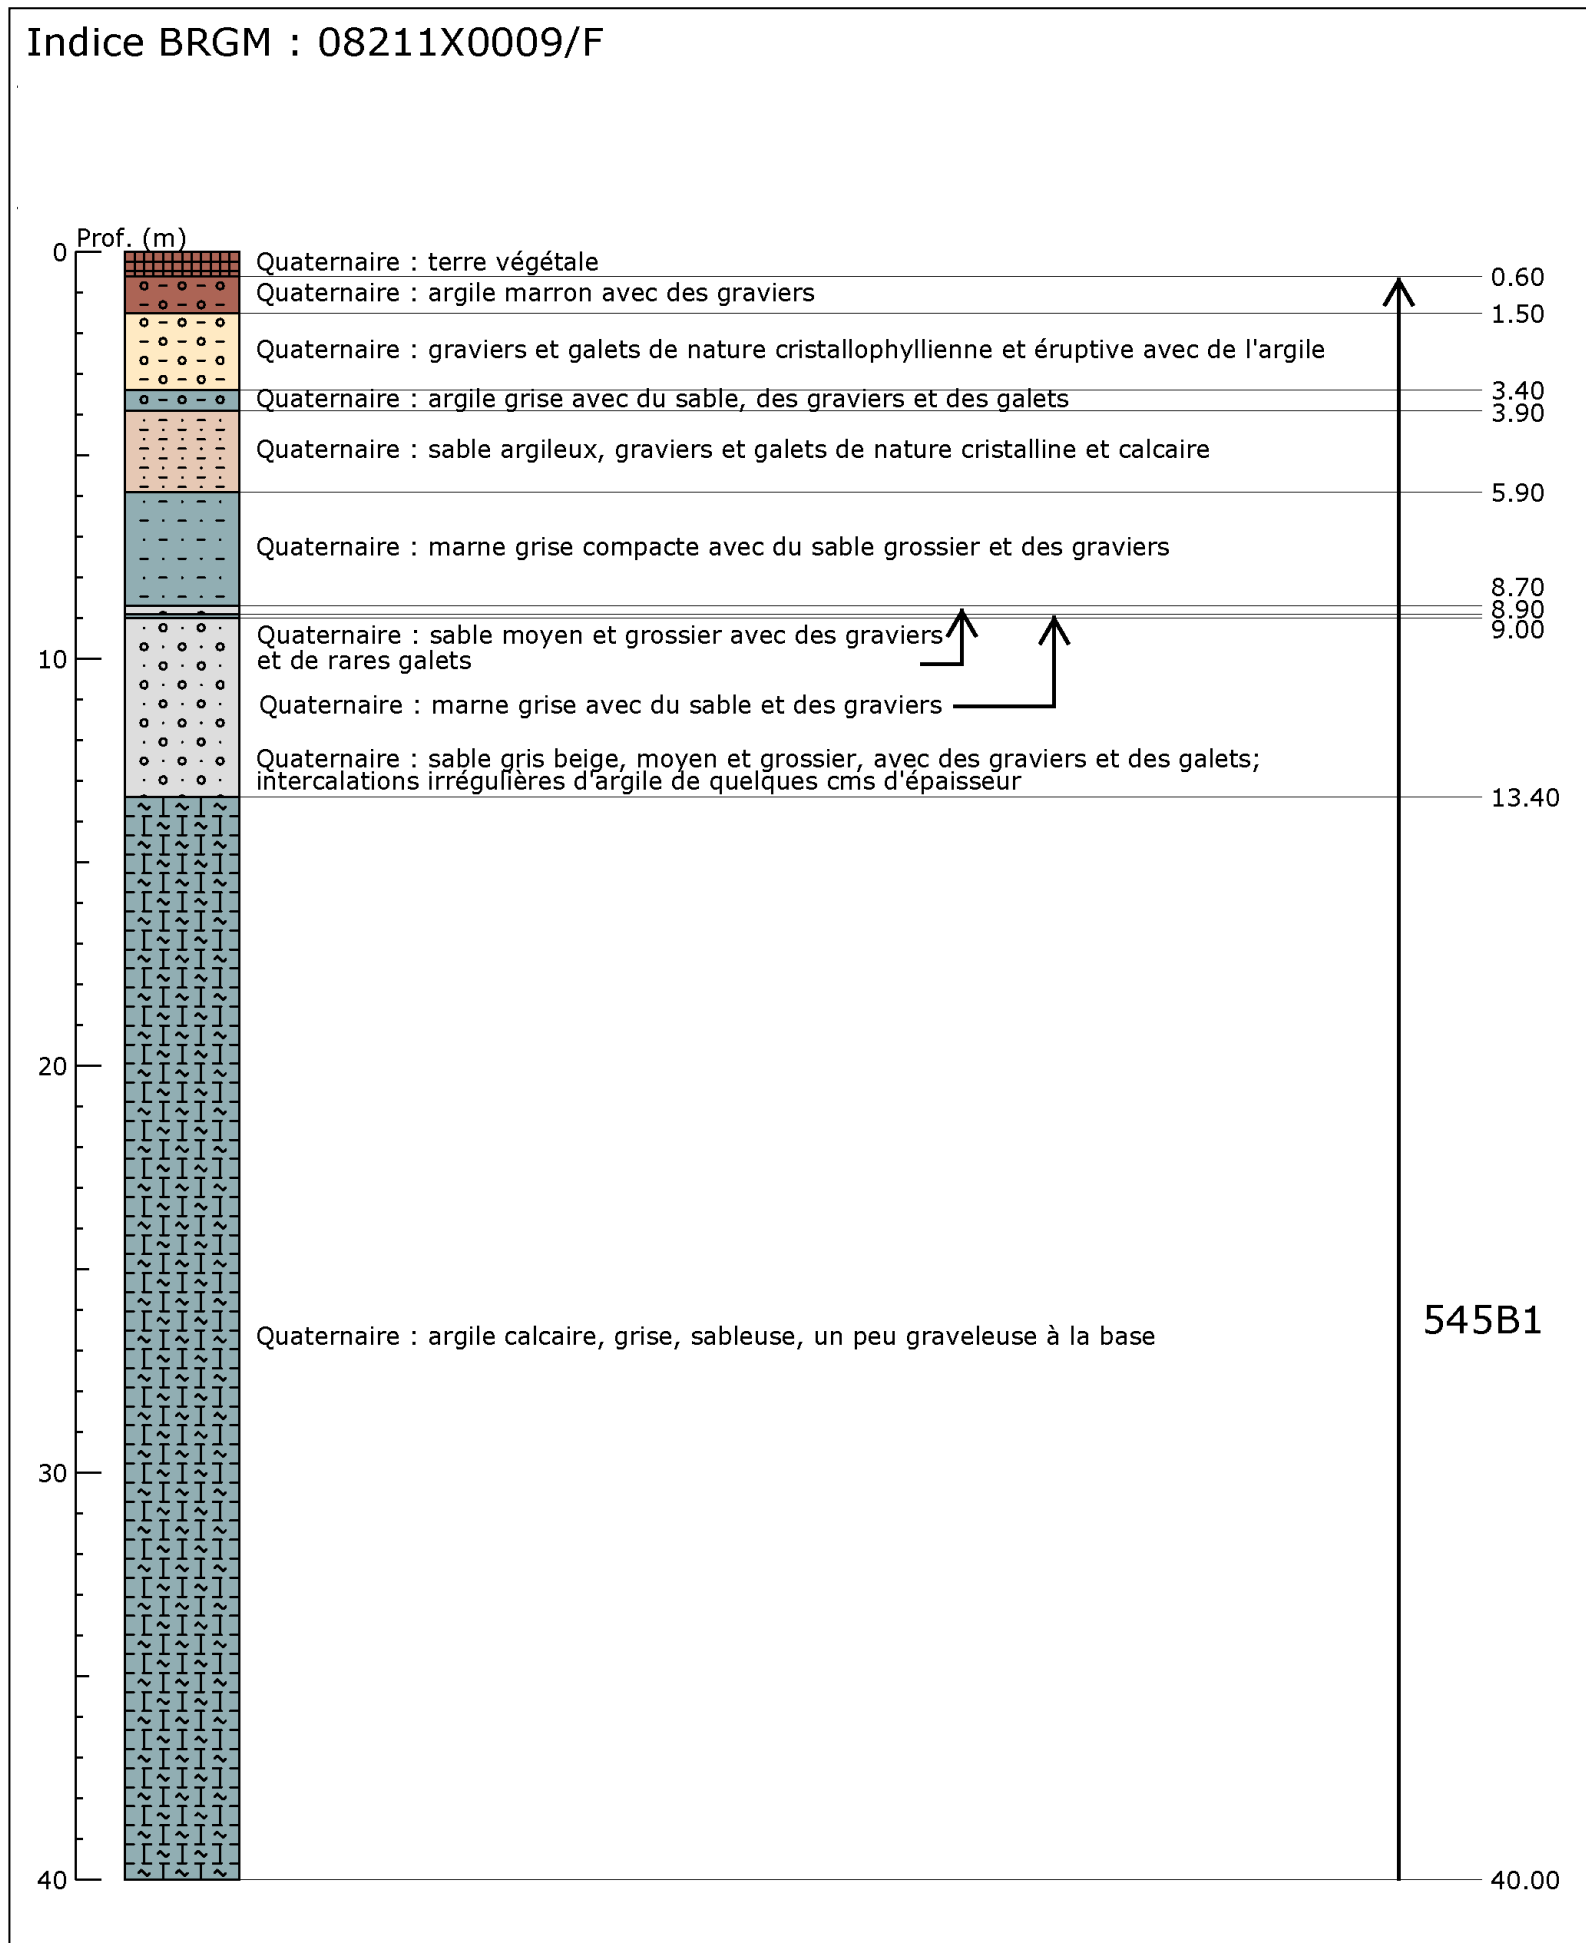 Indice BRGM : 08211X0009/F
Prof. (m)
0
Quaternaire : terre végétale
0.60
Quaternaire : argile marron avec des graviers
1.50
Quaternaire : graviers et galets de nature cristallophyllienne et éruptive avec de l'argile
3.40
Quaternaire : argile grise avec du sable, des graviers et des galets
3.90
Quaternaire : sable argileux, graviers et galets de nature cristalline et calcaire
5.90
Quaternaire : marne grise compacte avec du sable grossier et des graviers
8.70
8.90
9.00
Quaternaire : sable moyen et grossier avec des graviers
et de rares galets
10
Quaternaire : marne grise avec du sable et des graviers
Quaternaire : sable gris beige, moyen et grossier, avec des graviers et des galets;
intercalations irrégulières d'argile de quelques cms d'épaisseur
13.40
20
545B1
Quaternaire : argile calcaire, grise, sableuse, un peu graveleuse à la base
30
40
40.00